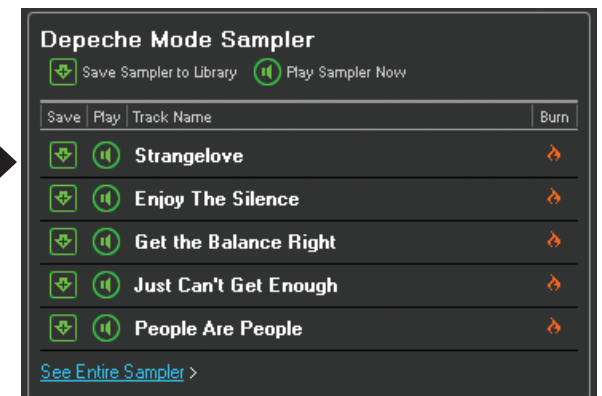 Depeche Mode Sampler
Save Sampler to Library Play Sampler Now
Save Play Track Name Burn
Strangelove
Enjoy The Silence
Get the Balance Right
Just Can't Get Enough
People Are People
See Entire Sampler >